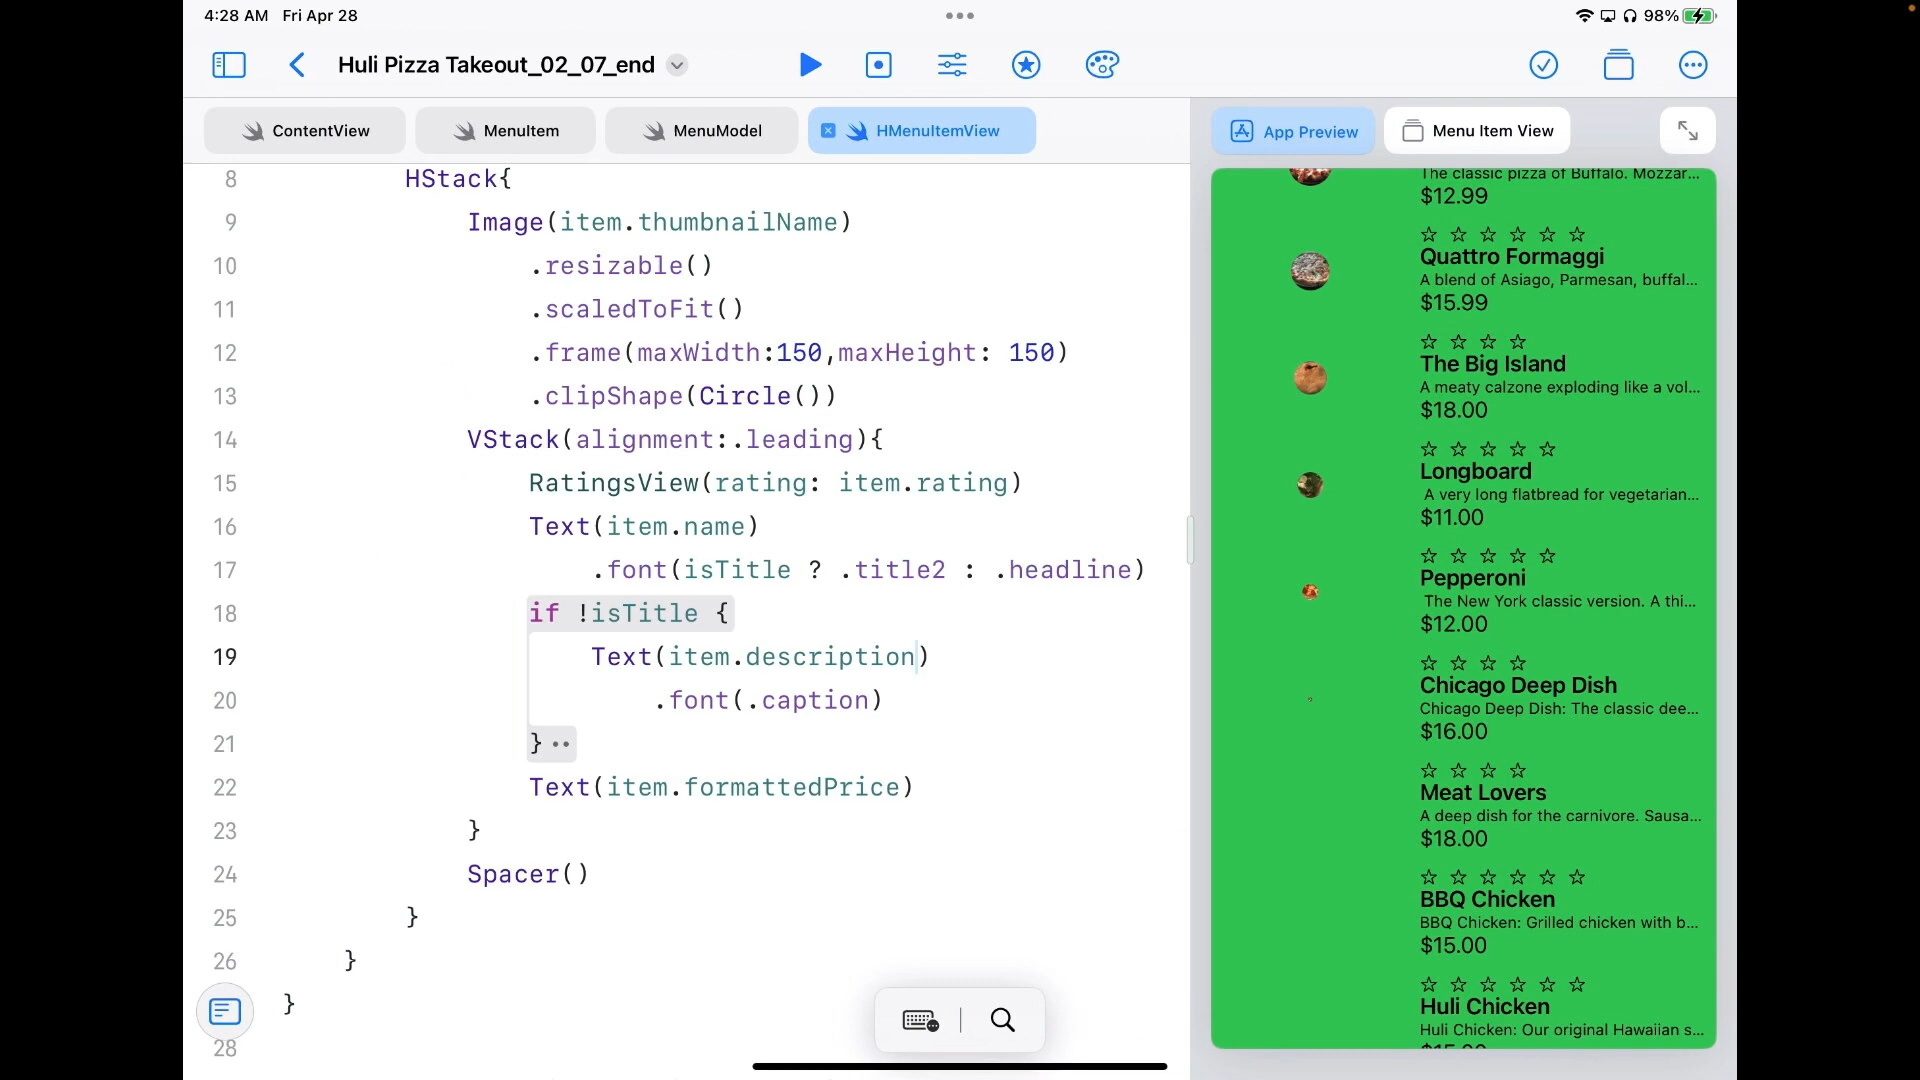 4:28 AM Fri Apr 28
98%
Huli Pizza Takeout_02_07_end
ContentView
MenuItem
MenuModel
HMenuItemView
App Preview
Menu Item View
8 HStack{
9 Image(item.thumbnailName)
10 .resizable()
11 .scaledToFit()
12 .frame(maxWidth:150,maxHeight: 150)
13 .clipShape(Circle())
14 VStack(alignment:.leading){
15 RatingsView(rating: item.rating)
16 Text(item.name)
17 .font(isTitle ? .title2 : .headline)
18 if !isTitle {
19 Text(item.description)
20 .font(.caption)
21 }
22 Text(item.formattedPrice)
23 }
24 Spacer()
25 }
26 }
}
28
The classic pizza of Buffalo. Mozzar...
$12.99
Quattro Formaggi
A blend of Asiago, Parmesan, buffal...
$15.99
The Big Island
A meaty calzone exploding like a vol...
$18.00
Longboard
A very long flatbread for vegetarian...
$11.00
Pepperoni
The New York classic version. A thi...
$12.00
Chicago Deep Dish
Chicago Deep Dish: The classic dee...
$16.00
Meat Lovers
A deep dish for the carnivore. Sausa...
$18.00
BBQ Chicken
BBQ Chicken: Grilled chicken with b...
$15.00
Huli Chicken
Huli Chicken: Our original Hawaiian s...